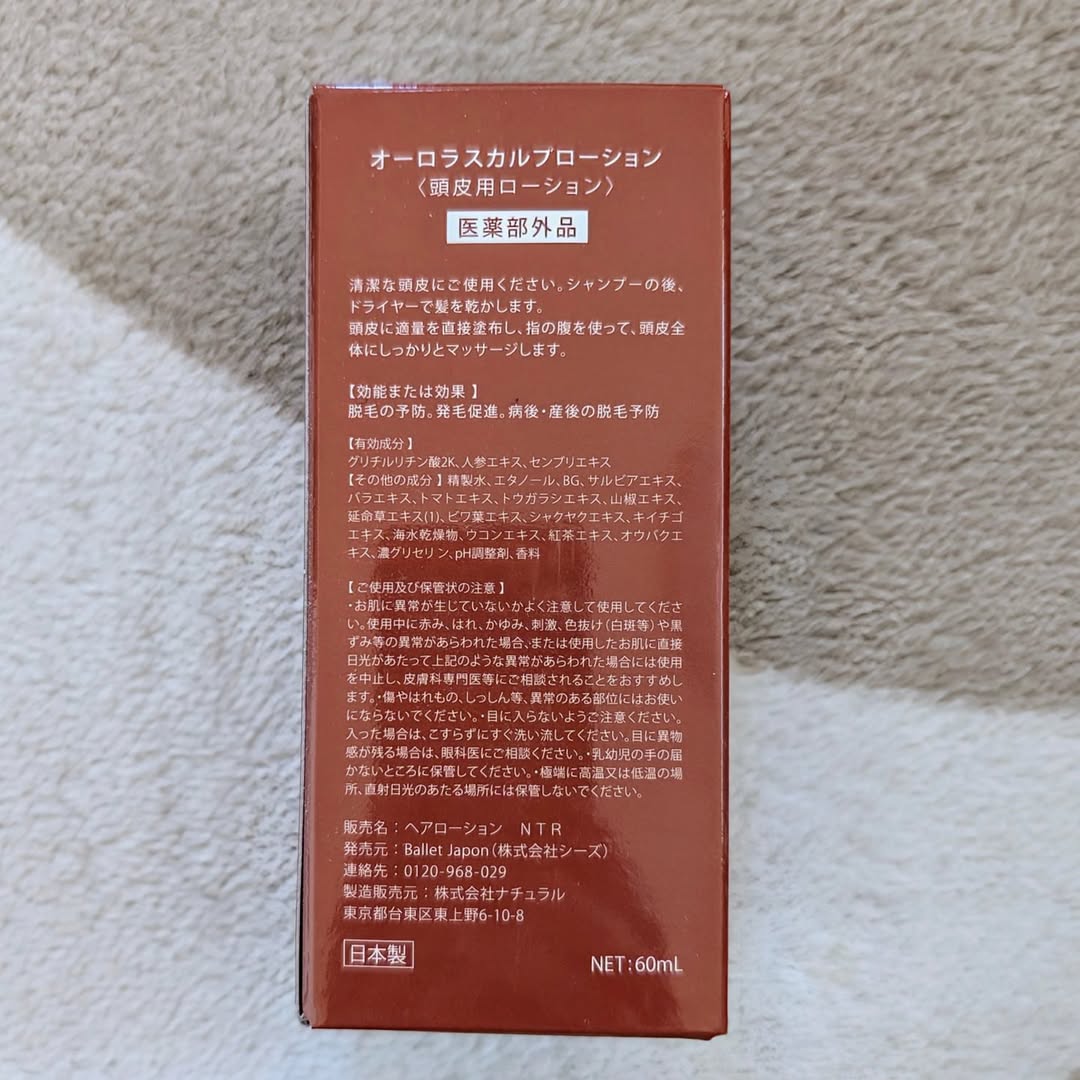 オーロラスカルプローション
〈頭皮用ローション〉
医薬部外品
清潔な頭皮にご使用ください。シャンプーの後、
ドライヤーで髪を乾かします。
頭皮に適量を直接塗布し、指の腹を使って、頭皮全
体にしっかりとマッサージします。
【効能または効果 】
脱毛の予防。発毛促進。病後・産後の脱毛予防
【有効成分 】
グリチルリチン酸2K、人参エキス、センブリエキス
【その他の成分 】精製水、エタノール、BG、サルビアエキス、
バラエキス、トマトエキス、トウガラシエキス、山椒エキス、
延命草エキス(1)、ビワ葉エキス、シャクヤクエキス、キイチゴ
エキス、海水乾燥物、ウコンエキス、紅茶エキス、オウバクエ
キス、濃グリセリン、pH調整剤、香料
【 ご使用及び保管状の注意 】
・お肌に異常が生じていないかよく注意して使用してくださ
い。使用中に赤み、はれ、かゆみ、刺激、色抜け(白斑等)や黒
ずみ等の異常があらわれた場合、または使用したお肌に直接
日光があたって上記のような異常があらわれた場合には使用
を中止し、皮膚科専門医等にご相談されることをおすすめし
ます。・傷やはれもの、しっしん等、異常のある部位にはお使い
にならないでください。・目に入らないようご注意ください。
入った場合は、こすらずにすぐ洗い流してください。目に異物
感が残る場合は、眼科医にご相談ください。・乳幼児の手の届
かないところに保管してください。・極端に高温又は低温の場
所、直射日光のあたる場所には保管しないでください。
販売名：ヘアローション　ＮＴＲ
発売元：Ballet Japon(株式会社シーズ)
連絡先：0120-968-029
製造販売元：株式会社ナチュラル
東京都台東区東上野6-10-8
日本製
NET：60mL